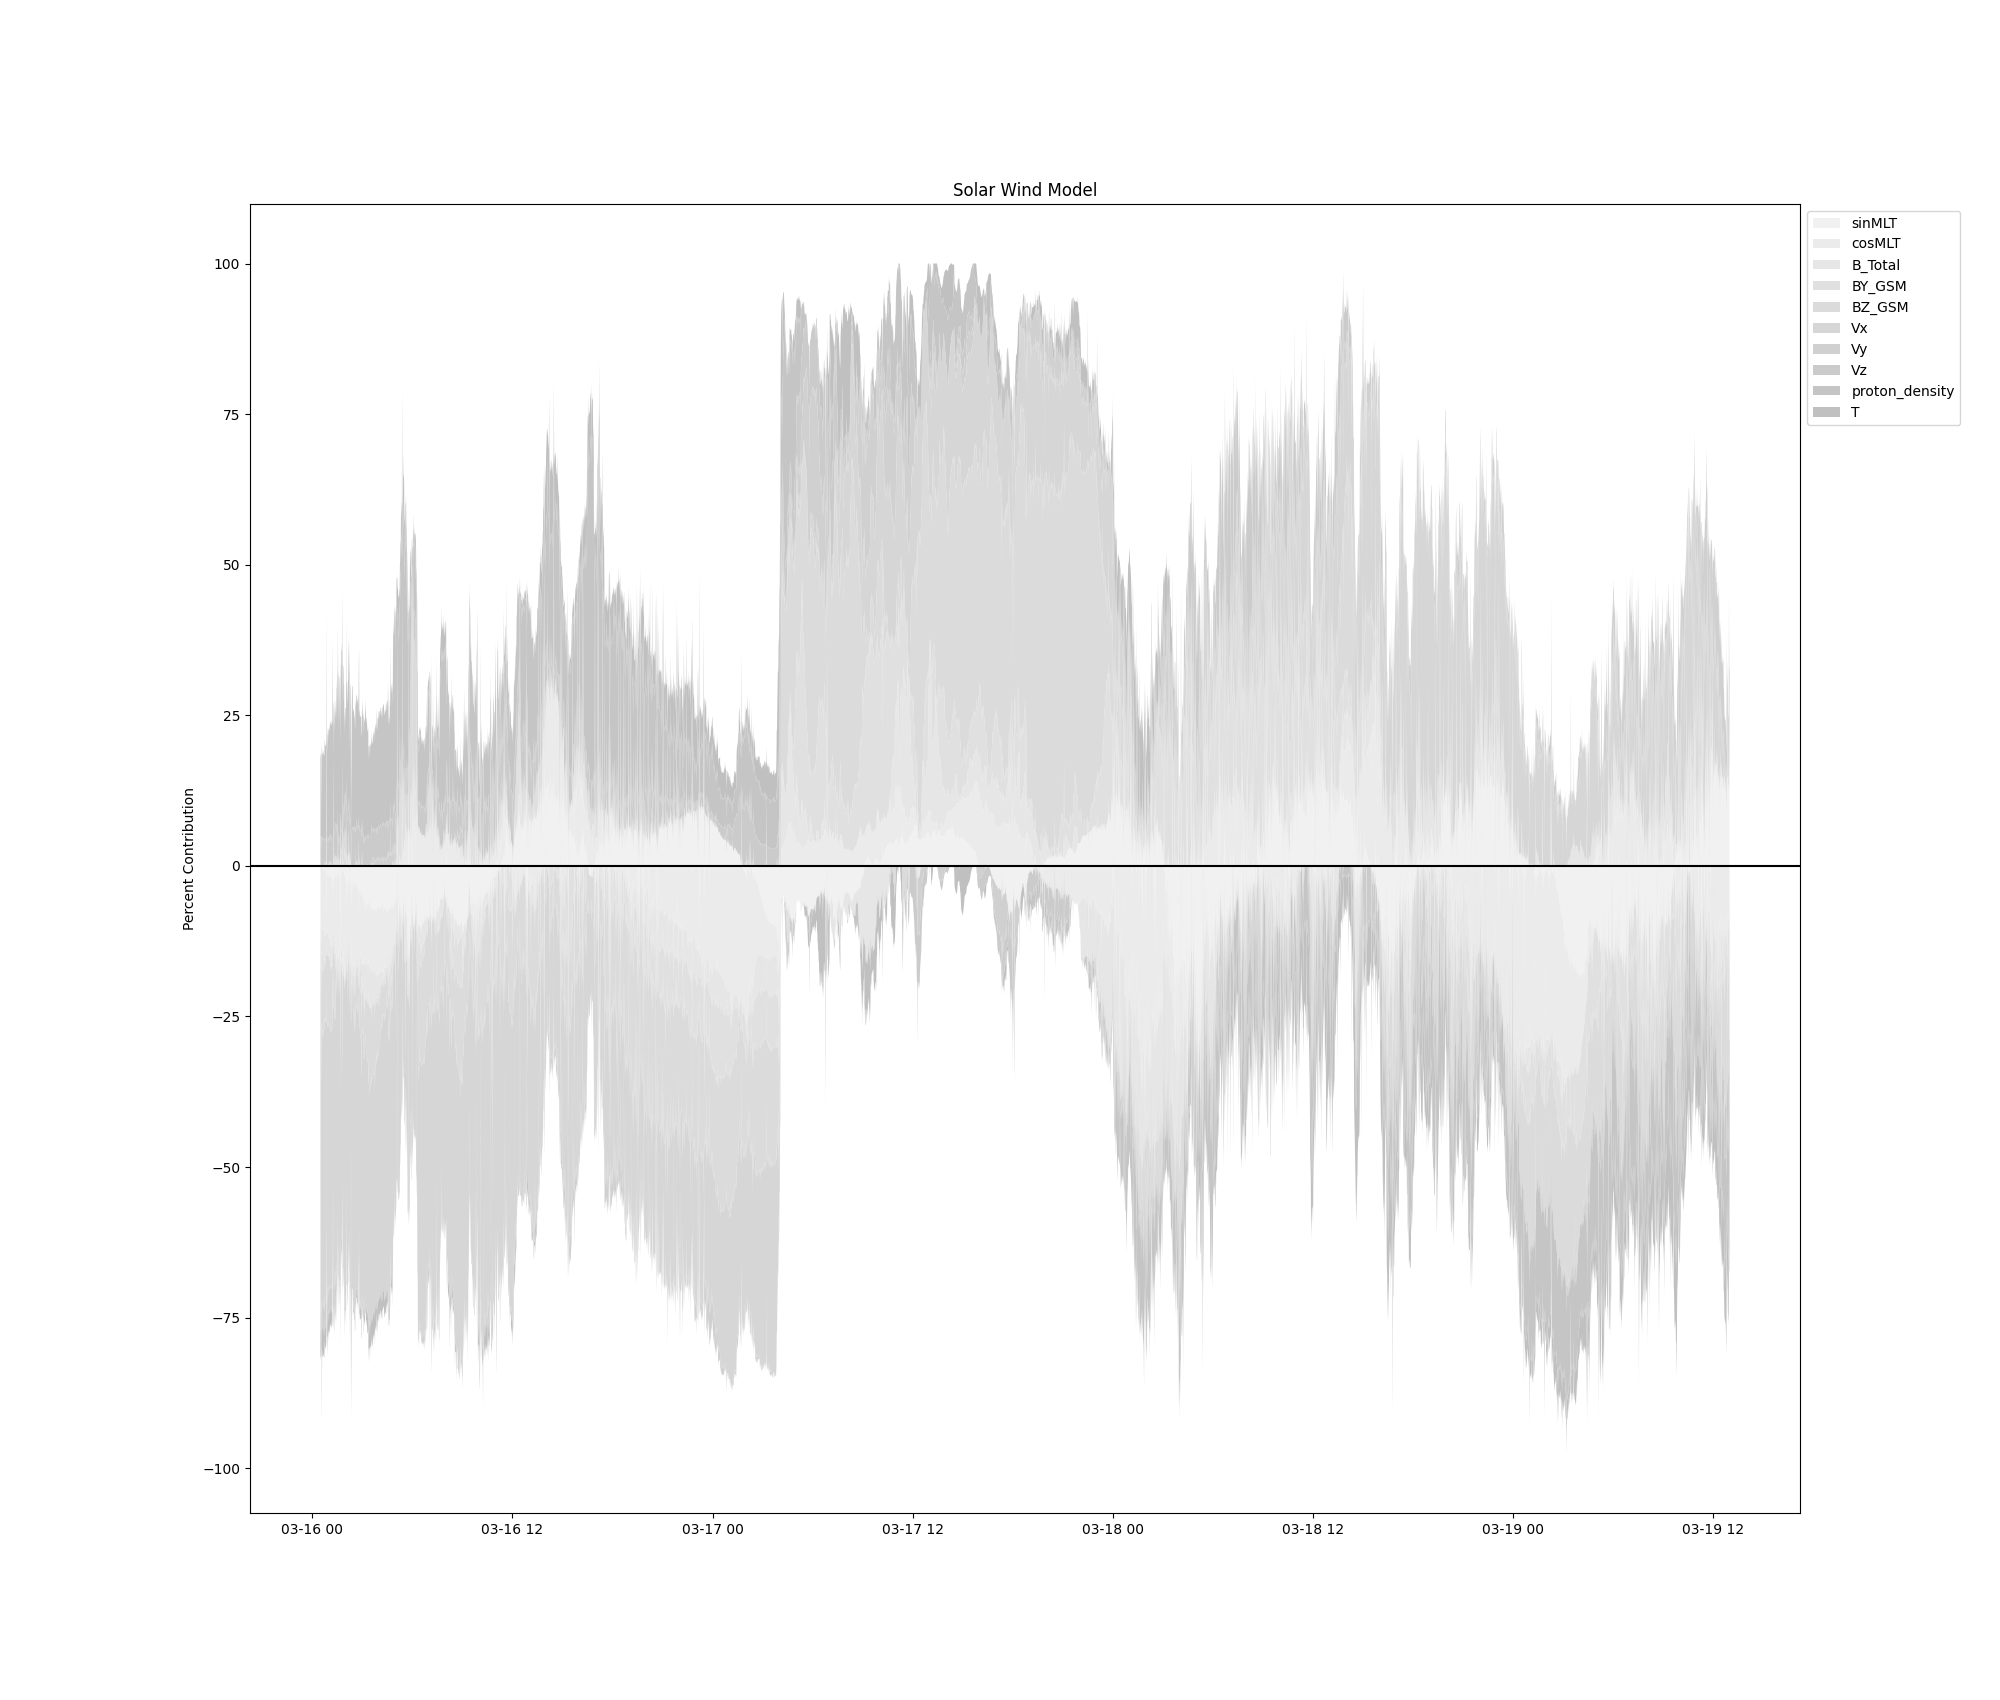 Solar Wind Model
sinMLT
cosMLT
B_Total
BY_GSM
BZ_GSM
Vx
Vy
Vz
proton_density
T
100
75
50
25
0
−25
−50
−75
−100
Percent Contribution
03-16 00
03-16 12
03-17 00
03-17 12
03-18 00
03-18 12
03-19 00
03-19 12